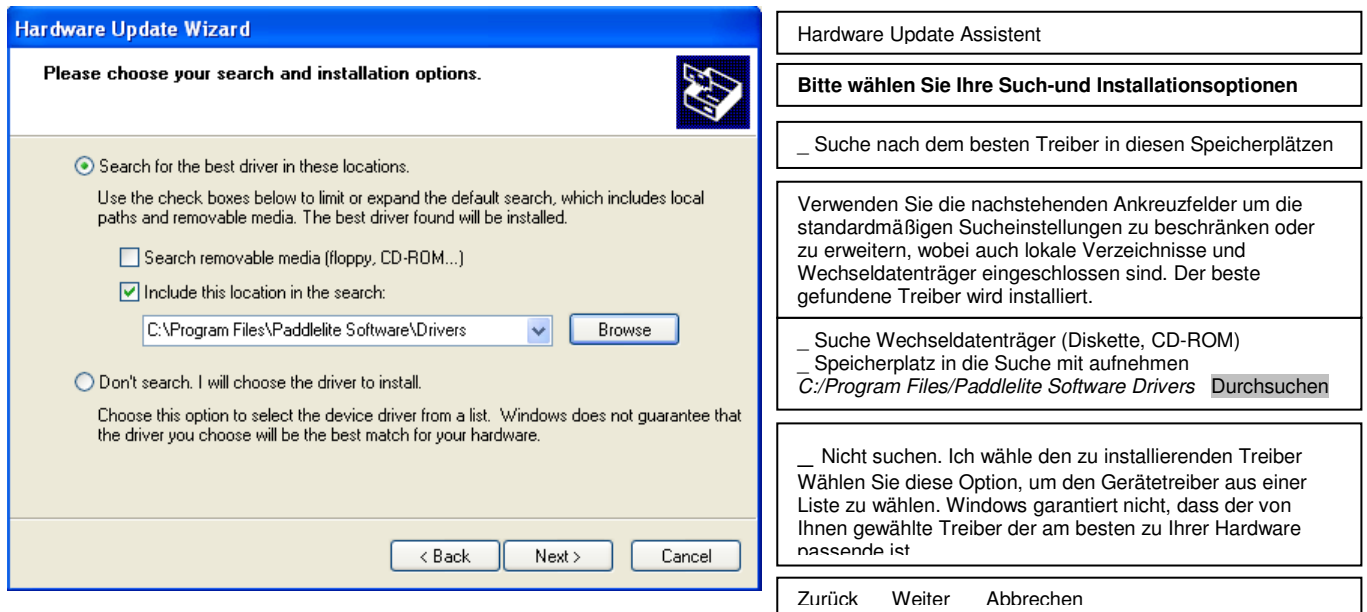 Hardware Update Wizard
Please choose your search and installation options.
Search for the best driver in these locations.
Use the check boxes below to limit or expand the default search, which includes local
paths and removable media. The best driver found will be installed.
Search removable media (floppy, CD-ROM...)
Include this location in the search:
C:\Program Files\Paddlelite Software\Drivers
Browse
Don't search. I will choose the driver to install.
Choose this option to select the device driver from a list. Windows does not guarantee that
the driver you choose will be the best match for your hardware.
< Back
Next >
Cancel
Hardware Update Assistent
Bitte wählen Sie Ihre Such-und Installationsoptionen
_ Suche nach dem besten Treiber in diesen Speicherplätzen
Verwenden Sie die nachstehenden Ankreuzfelder um die
standardmäßigen Sucheinstellungen zu beschränken oder
zu erweitern, wobei auch lokale Verzeichnisse und
Wechseldatenträger eingeschlossen sind. Der beste
gefundene Treiber wird installiert.
_ Suche Wechseldatenträger (Diskette, CD-ROM)
_ Speicherplatz in die Suche mit aufnehmen
C:/Program Files/Paddlelite Software Drivers Durchsuchen
_ Nicht suchen. Ich wähle den zu installierenden Treiber
Wählen Sie diese Option, um den Gerätetreiber aus einer
Liste zu wählen. Windows garantiert nicht, dass der von
Ihnen gewählte Treiber der am besten zu Ihrer Hardware
passende ist
Zurück Weiter Abbrechen